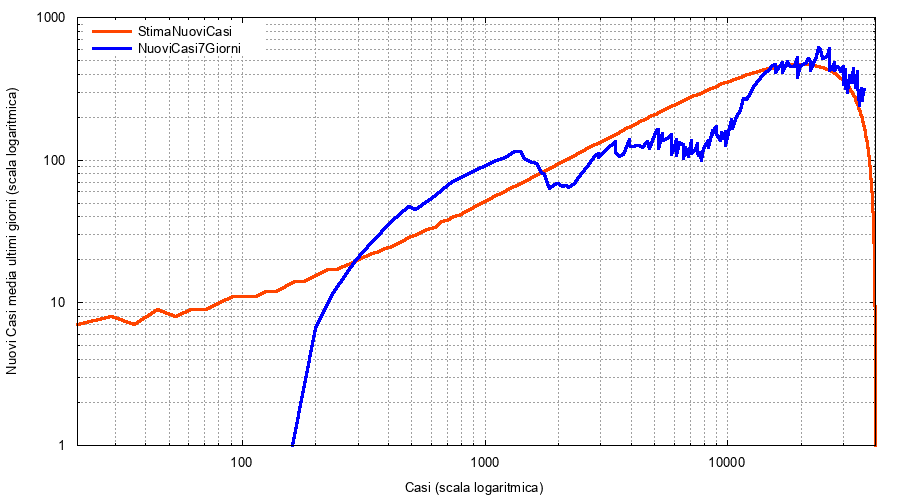 1000
StimaNuoviCasi
NuoviCasi7Giorni
100
10
1
100
1000
10000
Nuovi Casi media ultimi giorni (scala logaritmica)
Casi (scala logaritmica)